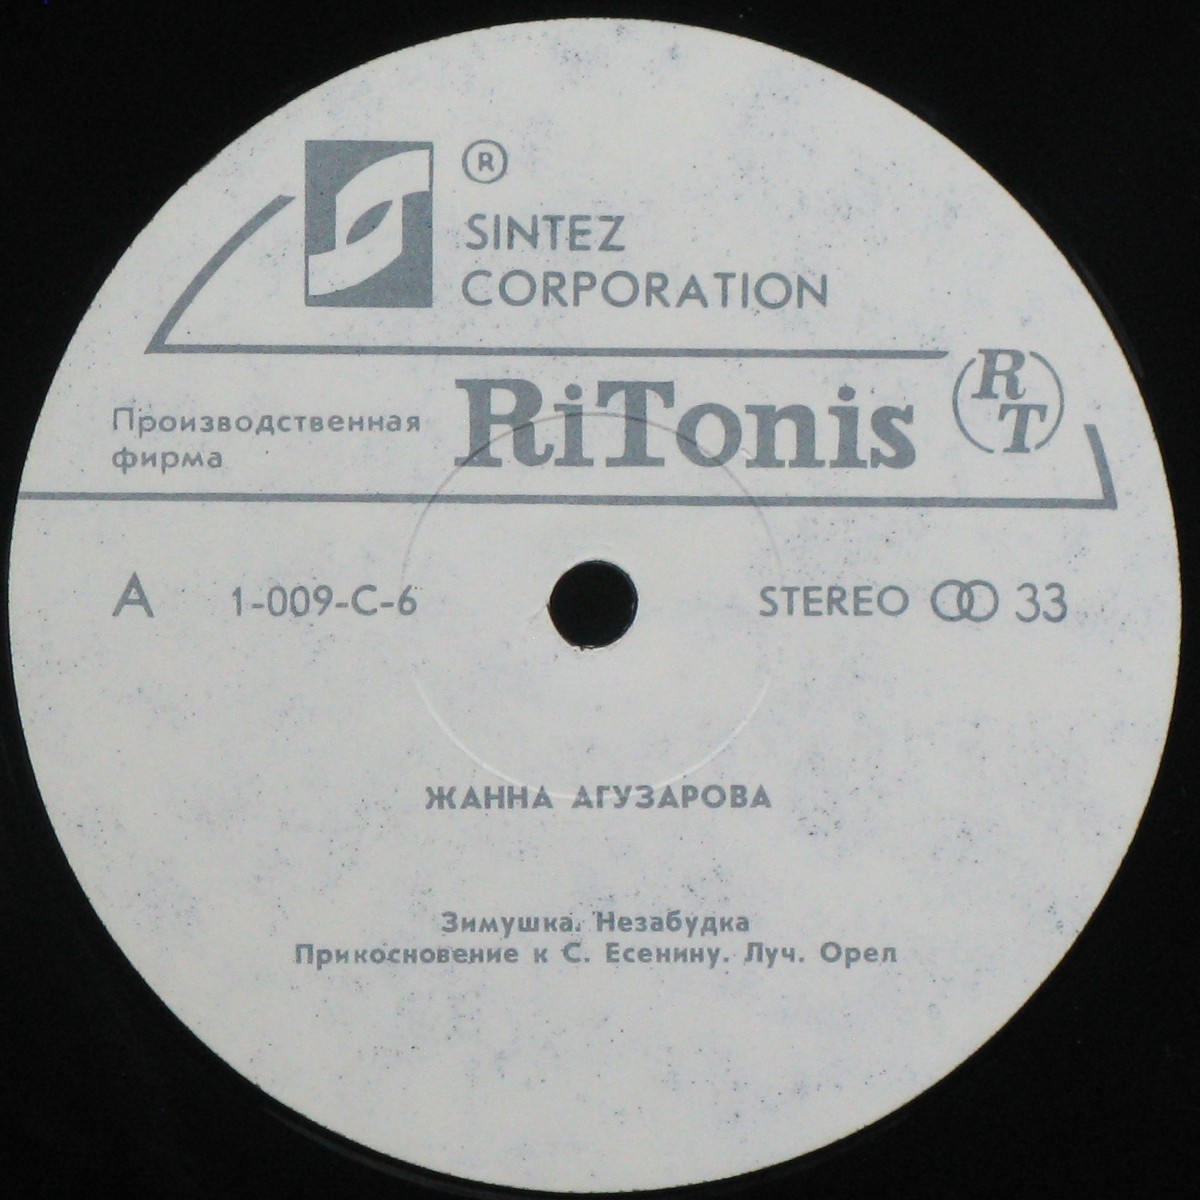 ®
SINTEZ
CORPORATION
Производственная
фирма
RiTonis
RT
A 1-009-C-6 STEREO 33
ЖАННА АГУЗАРОВА
Зимушка. Незабудка
Прикосновение к С. Есенину. Луч. Орел